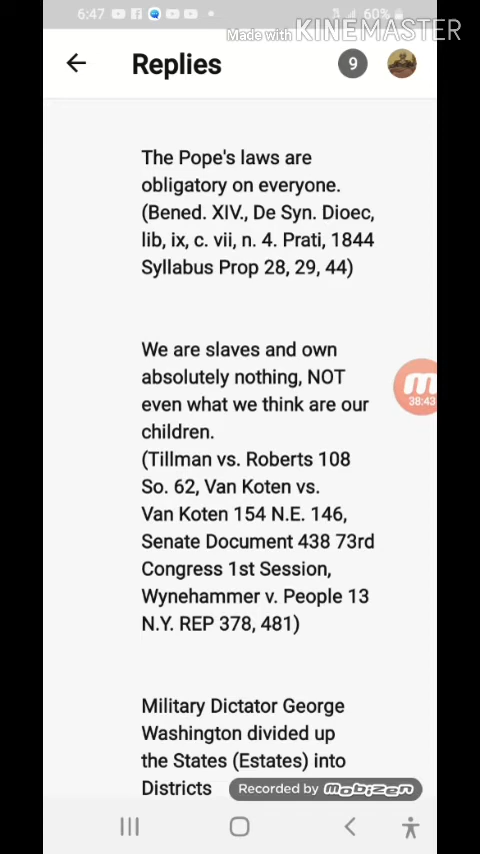 6:47
60%
Made with KINEMASTER
Replies
9
The Pope's laws are
obligatory on everyone.
(Bened. XIV., De Syn. Dioec,
lib, ix, c. vii, n. 4. Prati, 1844
Syllabus Prop 28, 29, 44)
We are slaves and own
absolutely nothing, NOT
even what we think are our
children.
(Tillman vs. Roberts 108
So. 62, Van Koten vs.
Van Koten 154 N.E. 146,
Senate Document 438 73rd
Congress 1st Session,
Wynehammer v. People 13
N.Y. REP 378, 481)
38:43
Military Dictator George
Washington divided up
the States (Estates) into
Districts
Recorded by mobizen